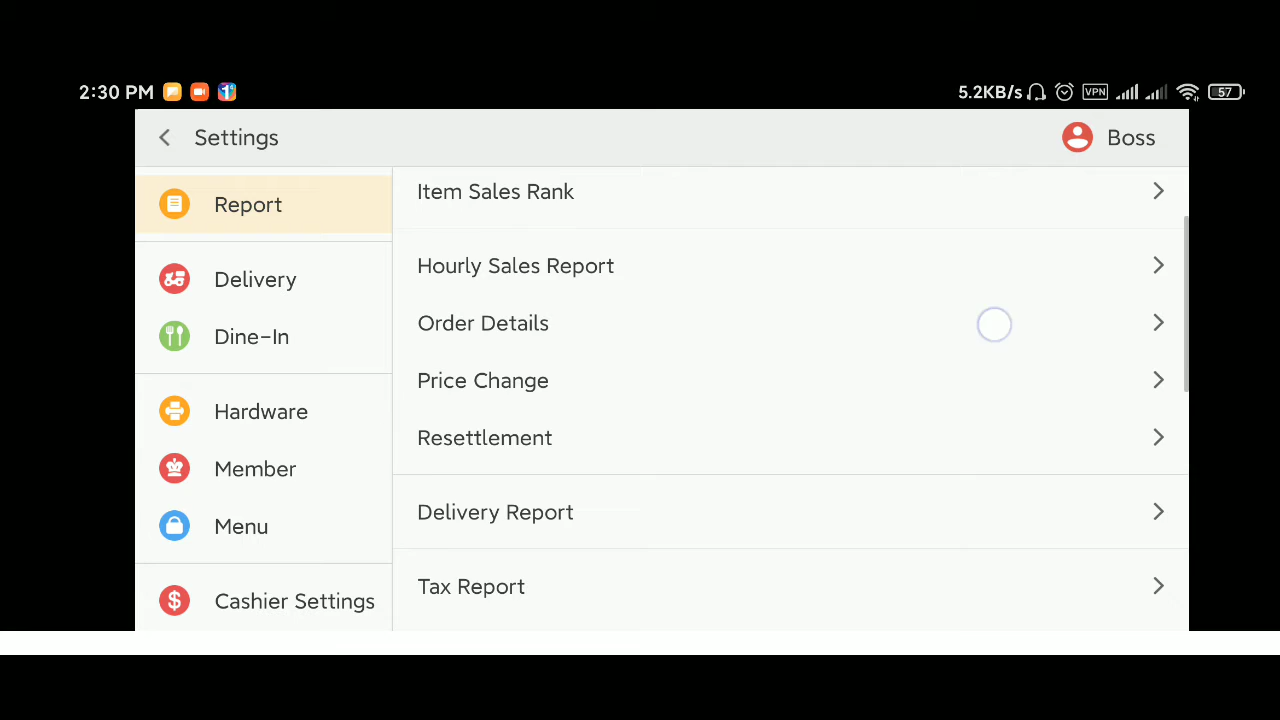 2:30 PM
5.2KB/s VPN 57
Settings
Boss
Report
Delivery
Dine-In
Hardware
Member
Menu
Cashier Settings
Item Sales Rank
Hourly Sales Report
Order Details
Price Change
Resettlement
Delivery Report
Tax Report